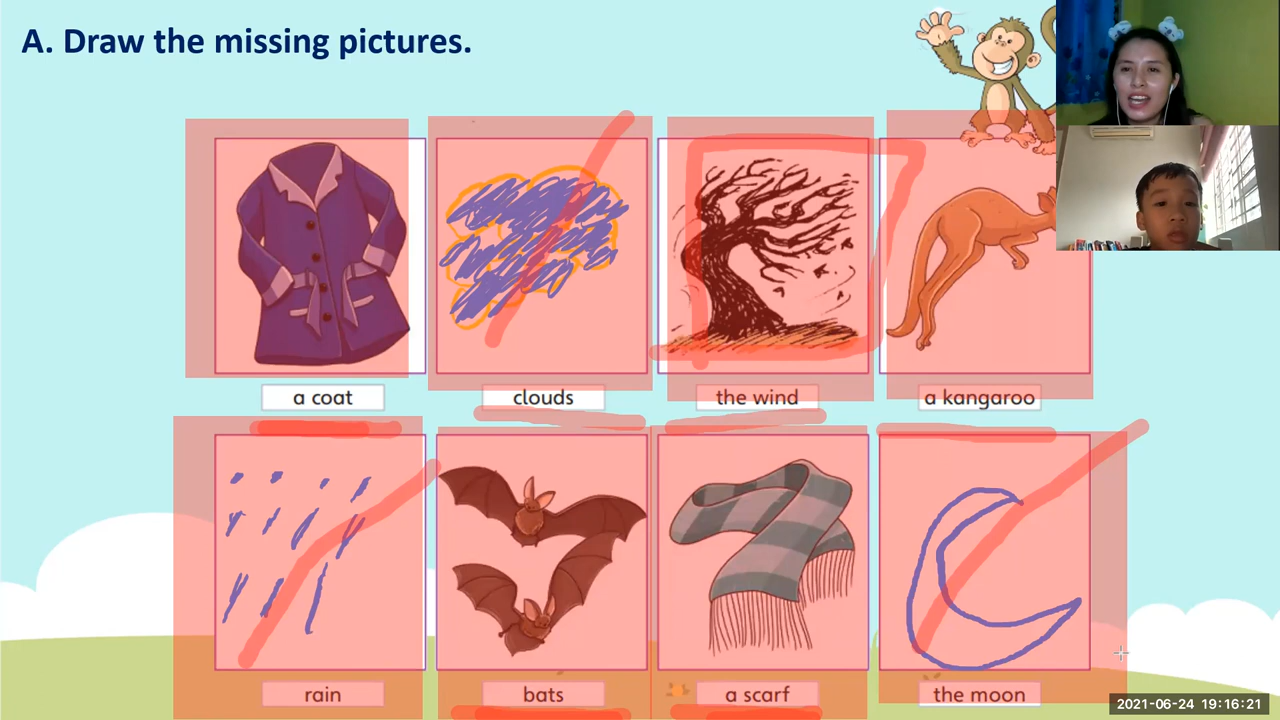 A. Draw the missing pictures.
a coat
clouds
the wind
a kangaroo
rain
bats
a scarf
the moon
2021-06-24 19:16:21